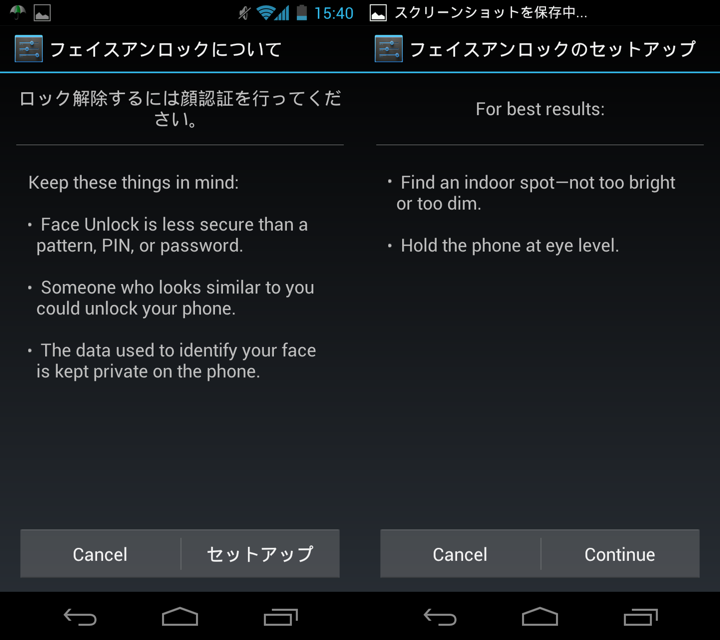 15:40
フェイスアンロックについて
ロック解除するには顔認証を行ってくだ
さい。
Keep these things in mind:
• Face Unlock is less secure than a
pattern, PIN, or password.
• Someone who looks similar to you
could unlock your phone.
• The data used to identify your face
is kept private on the phone.
Cancel
セットアップ
スクリーンショットを保存中...
フェイスアンロックのセットアップ
For best results:
• Find an indoor spot—not too bright
or too dim.
• Hold the phone at eye level.
Cancel
Continue